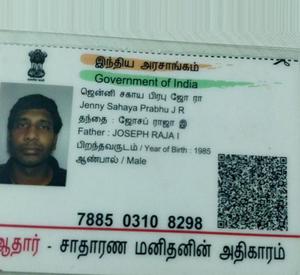 இந்திய அரசாங்கம்
Government of India
ஜென்னி சகாய பிரபு ஜோ ரா
Jenny Sahaya Prabhu J R
தந்தை : ஜோசப் ராஜா இ
Father : JOSEPH RAJA I
பிறந்தவருடம் / Year of Birth : 1985
ஆண்பால் / Male
7885 0310 8298
ஆதார் - சாதாரண மனிதனின் அதிகாரம்